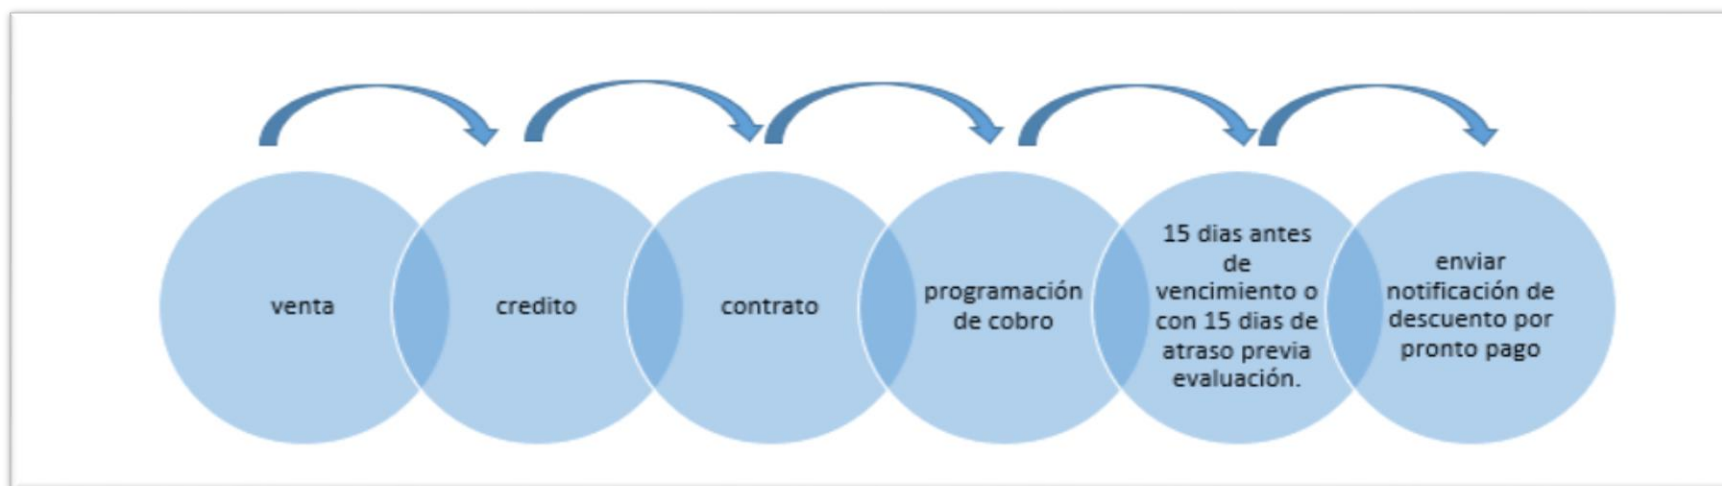 venta
credito
contrato
programación
de cobro
15 dias antes
de
vencimiento o
con 15 dias de
atraso previa
evaluación.
enviar
notificación de
descuento por
pronto pago